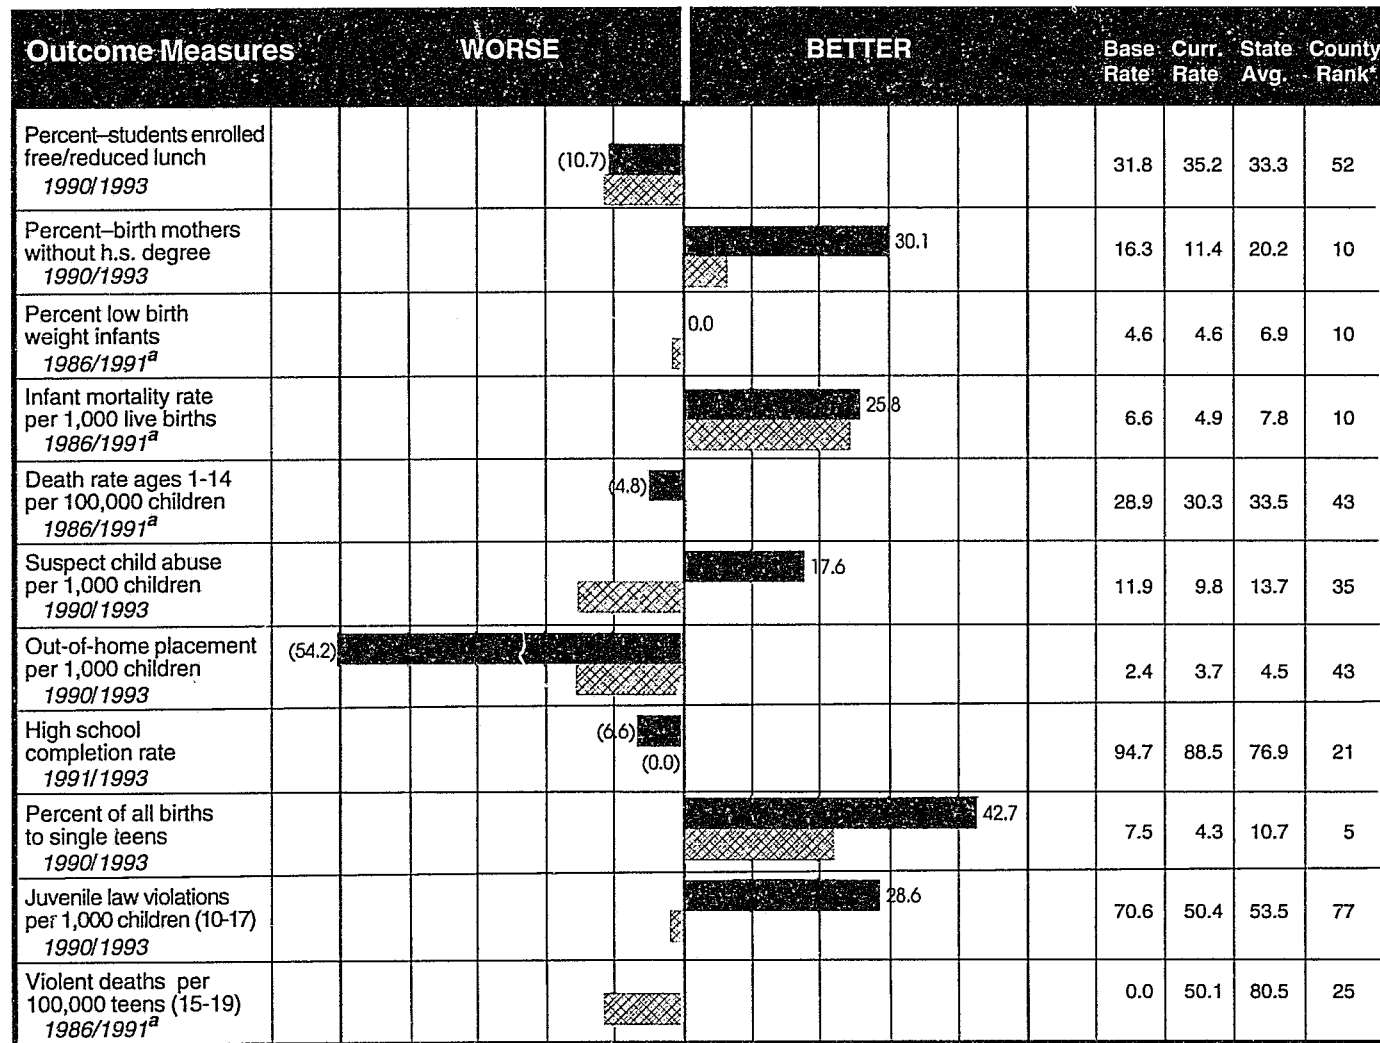 Outcome Measures WORSE BETTER Base Rate Curr. Rate State Avg. County Rank*
Percent–students enrolled
free/reduced lunch
1990/1993
(10.7)
31.8 35.2 33.3 52
Percent–birth mothers
without h.s. degree
1990/1993
30.1
16.3 11.4 20.2 10
Percent low birth
weight infants
1986/1991a
0.0
4.6 4.6 6.9 10
Infant mortality rate
per 1,000 live births
1986/1991a
25.8
6.6 4.9 7.8 10
Death rate ages 1-14
per 100,000 children
1986/1991a
(4.8)
28.9 30.3 33.5 43
Suspect child abuse
per 1,000 children
1990/1993
17.6
11.9 9.8 13.7 35
Out-of-home placement
per 1,000 children
1990/1993
(54.2)
2.4 3.7 4.5 43
High school
completion rate
1991/1993
(6.6)
(0.0)
94.7 88.5 76.9 21
Percent of all births
to single teens
1990/1993
42.7
7.5 4.3 10.7 5
Juvenile law violations
per 1,000 children (10-17)
1990/1993
28.6
70.6 50.4 53.5 77
Violent deaths per
100,000 teens (15-19)
1986/1991a
0.0 50.1 80.5 25